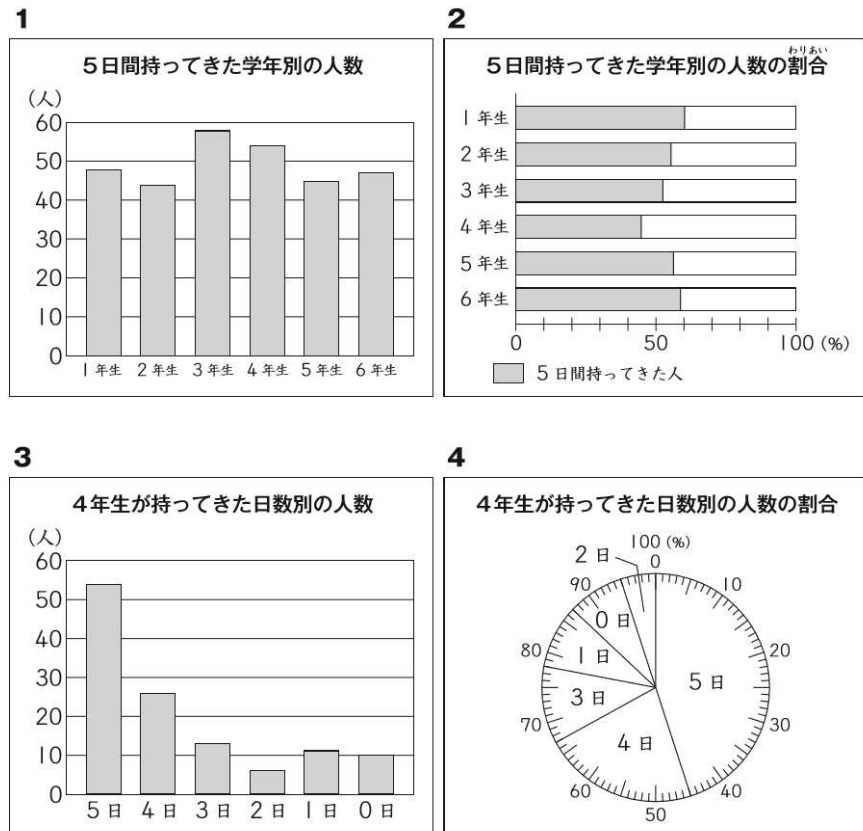 1
5日間持ってきた学年別の人数
(人)
60
50
40
30
20
10
0
1年生 2年生 3年生 4年生 5年生 6年生
2
わりあい
5日間持ってきた学年別の人数の割合
1年生
2年生
3年生
4年生
5年生
6年生
0 50 100 (%)
5日間持ってきた人
3
4年生が持ってきた日数別の人数
(人)
60
50
40
30
20
10
0
5日 4日 3日 2日 1日 0日
4
4年生が持ってきた日数別の人数の割合
100 (%)
0
10
20
30
40
50
60
70
80
90
5日
4日
3日
1日
0日
2日